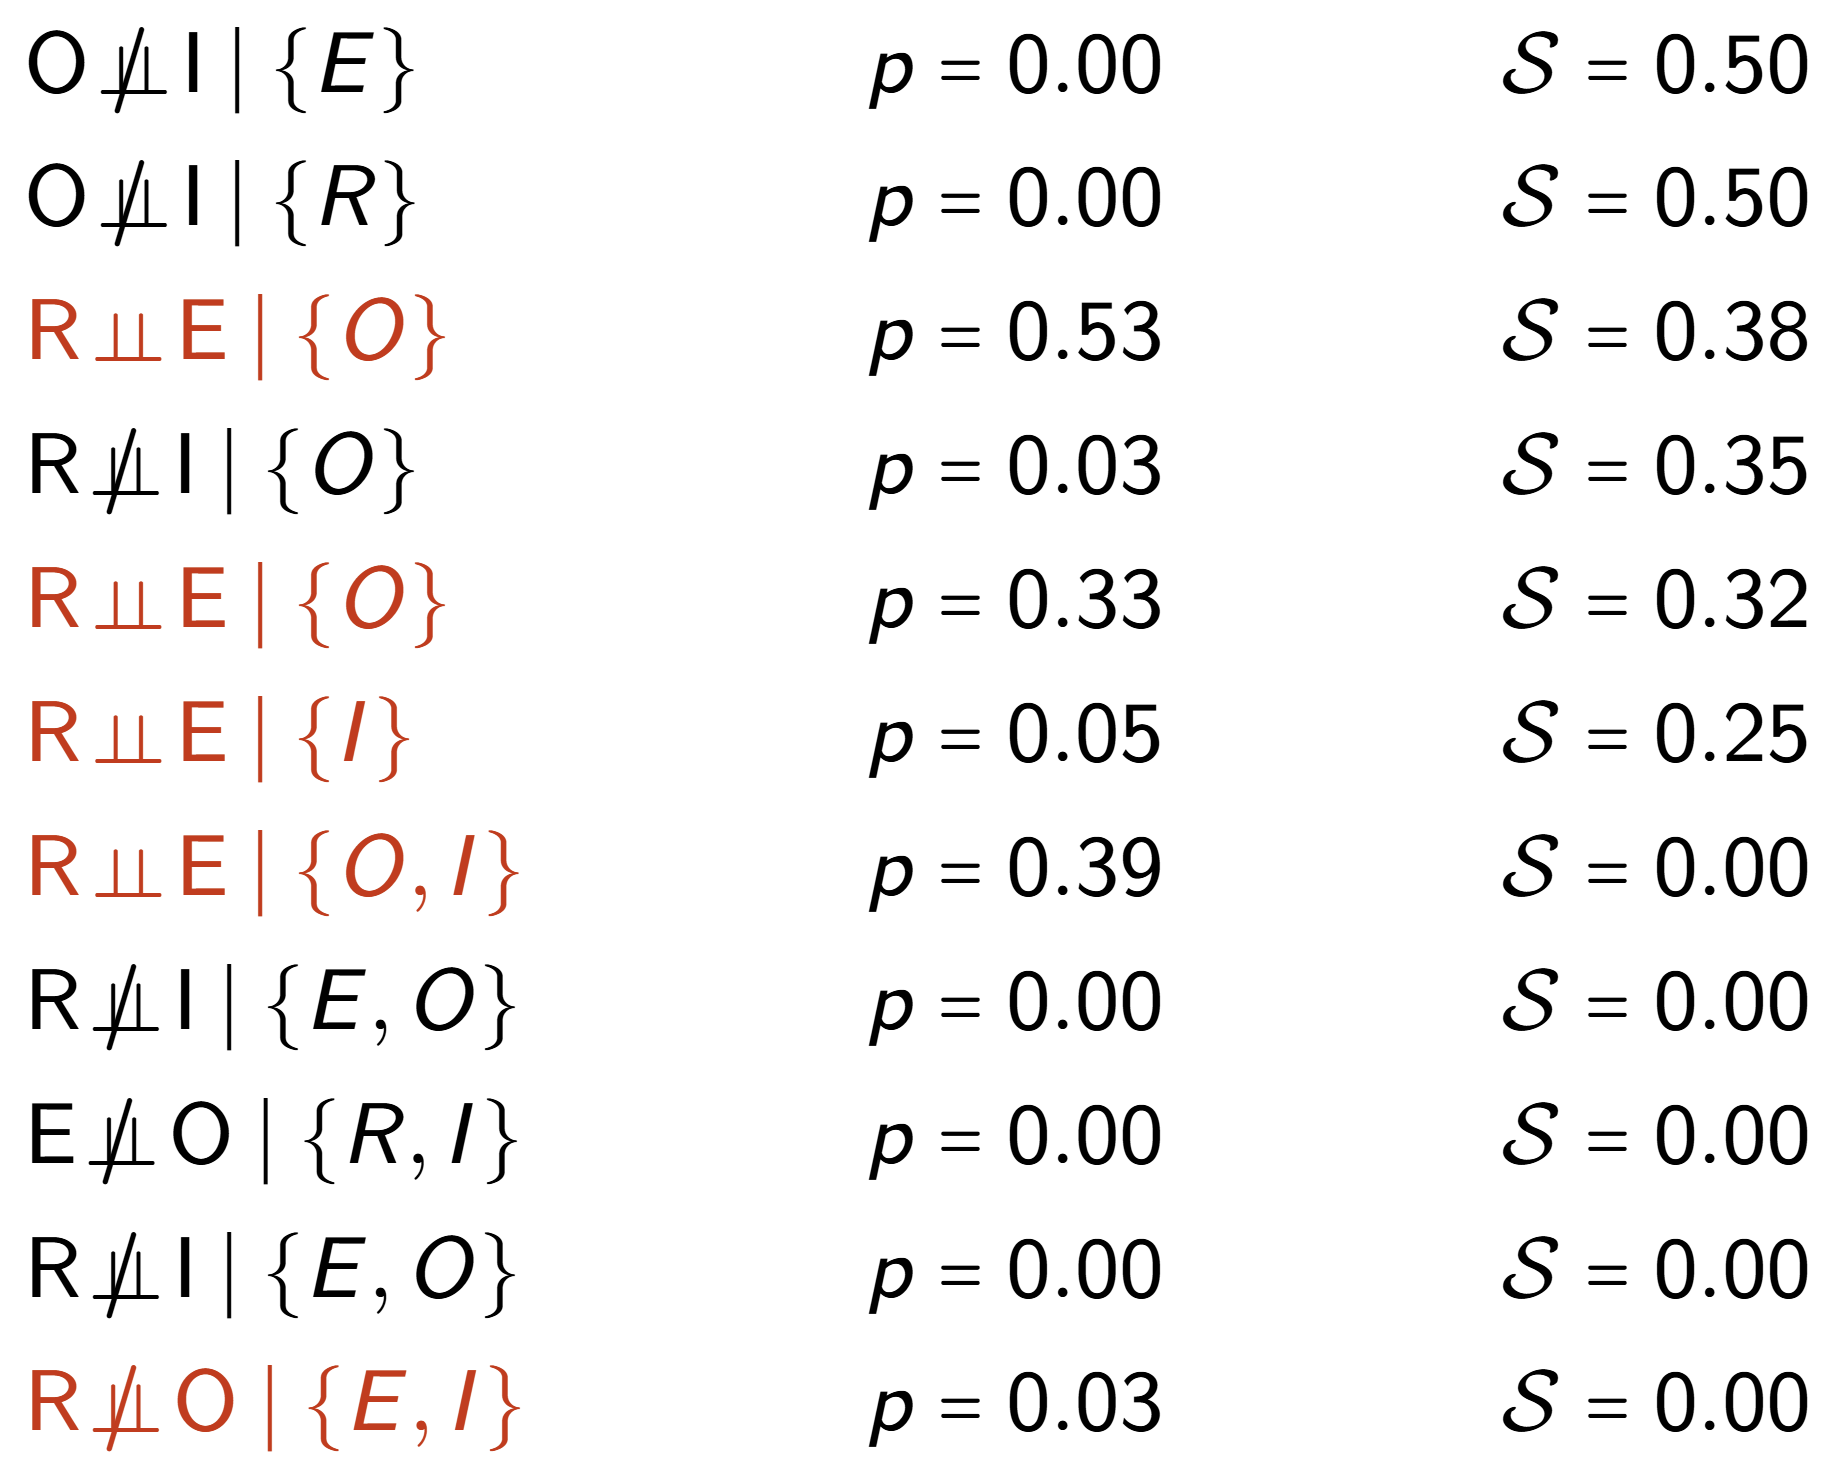 O ⫫̸ I | {E} p = 0.00 𝒮 = 0.50
O ⫫̸ I | {R} p = 0.00 𝒮 = 0.50
R ⫫ E | {O} p = 0.53 𝒮 = 0.38
R ⫫̸ I | {O} p = 0.03 𝒮 = 0.35
R ⫫ E | {O} p = 0.33 𝒮 = 0.32
R ⫫ E | {I} p = 0.05 𝒮 = 0.25
R ⫫ E | {O, I} p = 0.39 𝒮 = 0.00
R ⫫̸ I | {E, O} p = 0.00 𝒮 = 0.00
E ⫫̸ O | {R, I} p = 0.00 𝒮 = 0.00
R ⫫̸ I | {E, O} p = 0.00 𝒮 = 0.00
R ⫫̸ O | {E, I} p = 0.03 𝒮 = 0.00